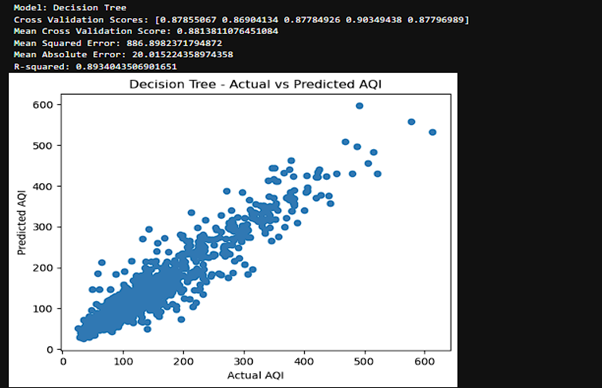 Model: Decision Tree
Cross Validation Scores: [0.87855067 0.86904134 0.87784926 0.90349438 0.87796989]
Mean Cross Validation Score: 0.8813811076451084
Mean Squared Error: 886.8982371794872
Mean Absolute Error: 20.015224358974358
R-squared: 0.8934043506901651
Decision Tree - Actual vs Predicted AQI
600
500
400
300
200
100
0
Predicted AQI
0 100 200 300 400 500 600
Actual AQI